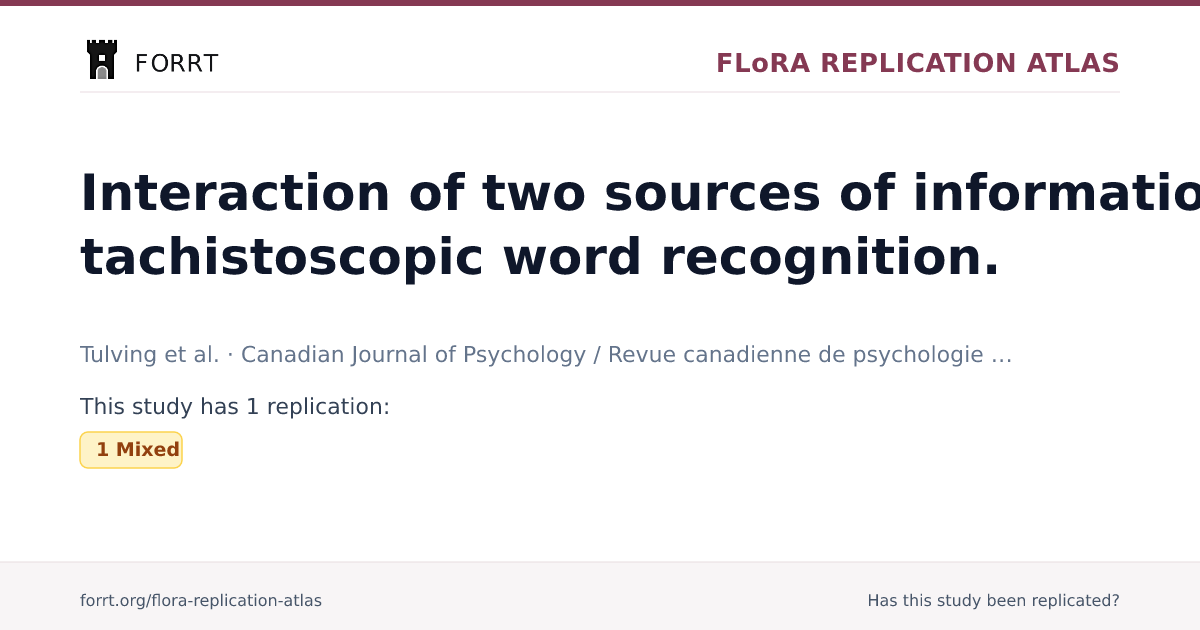 FORRT
FLoRA REPLICATION ATLAS
Interaction of two sources of informatio
tachistoscopic word recognition.
Tulving et al. · Canadian Journal of Psychology / Revue canadienne de psychologie …
This study has 1 replication:
1 Mixed
forrt.org/flora-replication-atlas
Has this study been replicated?